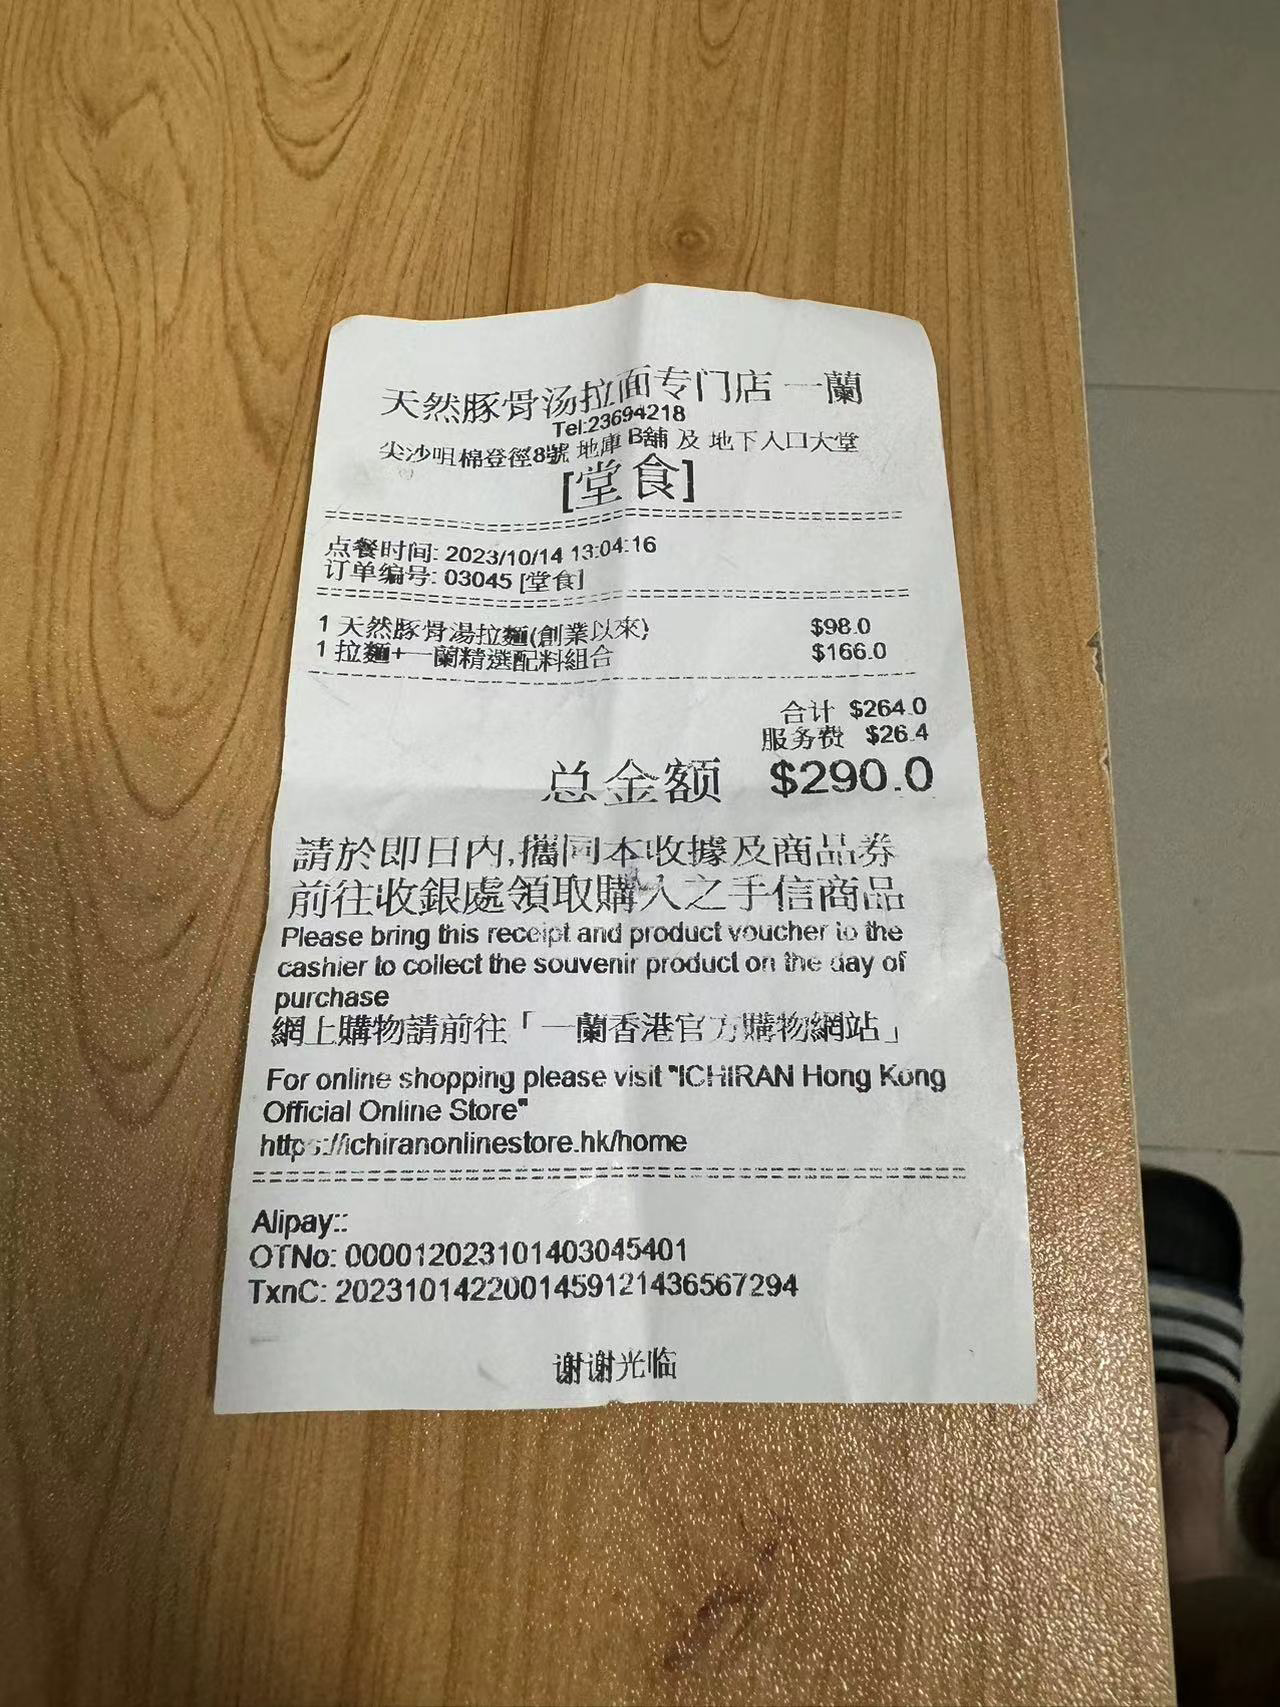 天然豚骨汤拉面专门店 一蘭
Tel:23694218
尖沙咀棉登徑8號 地庫 B舖 及 地下入口大堂
[堂食]
点餐时间: 2023/10/14 13:04:16
订单编号: 03045 [堂食]
1 天然豚骨湯拉麵(創業以來) $98.0
1 拉麵+一蘭精選配料組合 $166.0
合计 $264.0
服务费 $26.4
总金额 $290.0
請於即日内,攜同本收據及商品券
前往收銀處領取購入之手信商品
Please bring this receipt and product voucher to the
cashier to collect the souvenir product on the day of
purchase
網上購物請前往「一蘭香港官方購物網站」
For online shopping please visit "ICHIRAN Hong Kong
Official Online Store"
https://ichiranonlinestore.hk/home
Alipay::
OTNo: 000012023101403045401
TxnC: 2023101422001459121436567294
谢谢光临